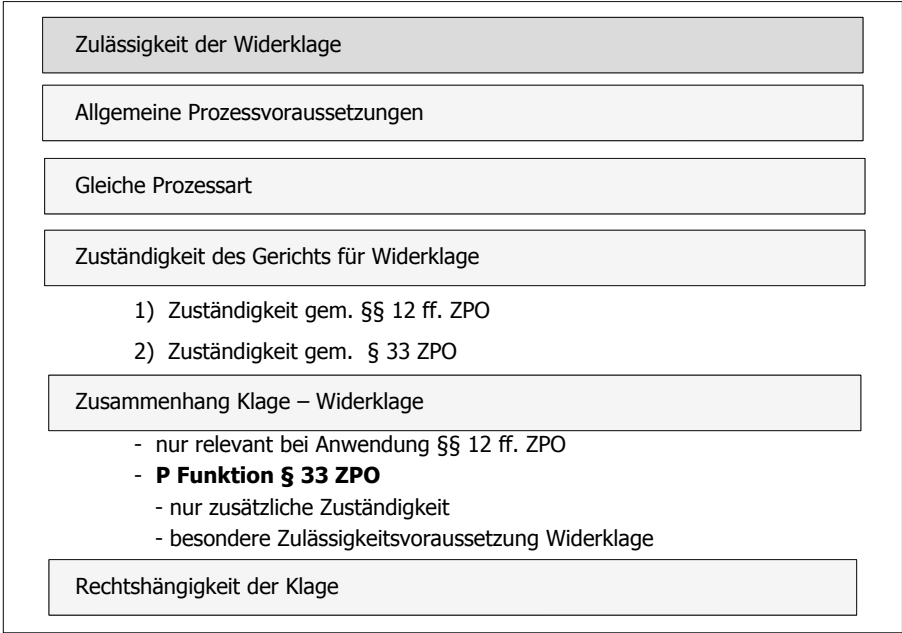 Zulässigkeit der Widerklage
Allgemeine Prozessvoraussetzungen
Gleiche Prozessart
Zuständigkeit des Gerichts für Widerklage
1) Zuständigkeit gem. §§ 12 ff. ZPO
2) Zuständigkeit gem. § 33 ZPO
Zusammenhang Klage – Widerklage
- nur relevant bei Anwendung §§ 12 ff. ZPO
- P Funktion § 33 ZPO
- nur zusätzliche Zuständigkeit
- besondere Zulässigkeitsvoraussetzung Widerklage
Rechtshängigkeit der Klage